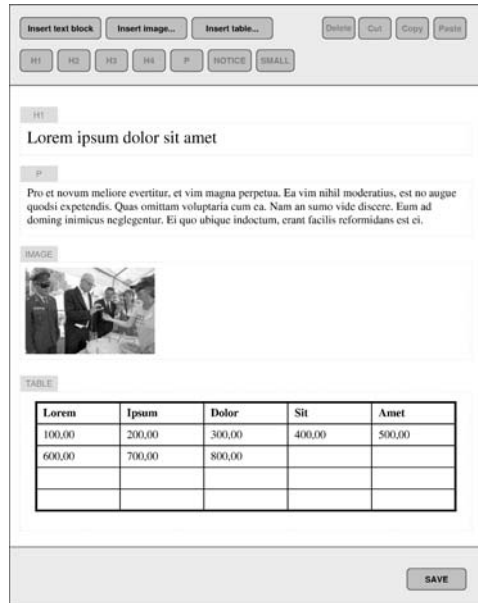 Insert text block Insert image... Insert table... Delete Cut Copy Paste
H1 H2 H3 H4 P NOTICE SMALL
H1
Lorem ipsum dolor sit amet
P
Pro et novum meliore evertitur, et vim magna perpetua. Ea vim nihil moderatius, est no augue
quodsi expetendis. Quas omittam voluptaria cum ea. Nam an sumo vide discere. Eum ad
doming inimicus neglegentur. Ei quo ubique indoctum, erant facilis reformidans est ei.
IMAGE
TABLE
Lorem Ipsum Dolor Sit Amet
100,00 200,00 300,00 400,00 500,00
600,00 700,00 800,00
SAVE